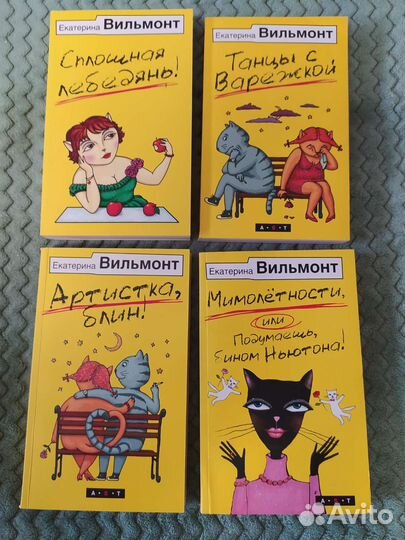 Екатерина Вильмонт
Сплошная
лебедянь!
Екатерина Вильмонт
Танцы с
Варежкой
А·С·Т
Екатерина Вильмонт
Артистка,
блин!
А·С·Т
Екатерина Вильмонт
Мимолётности,
или
Подумаешь,
бином Ньютона!
А·С·Т
Avito